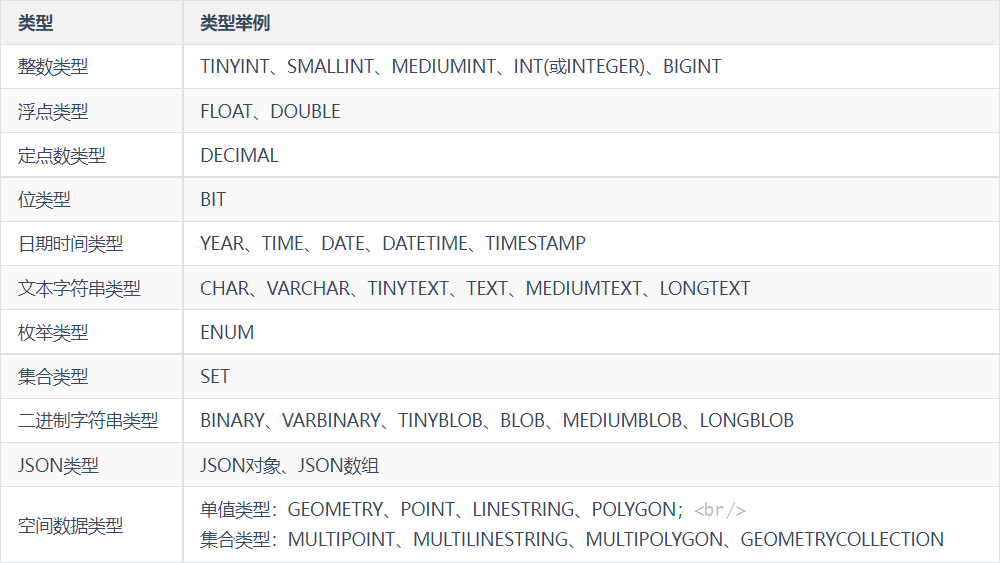 类型 类型举例
整数类型 TINYINT、SMALLINT、MEDIUMINT、INT(或INTEGER)、BIGINT
浮点类型 FLOAT、DOUBLE
定点数类型 DECIMAL
位类型 BIT
日期时间类型 YEAR、TIME、DATE、DATETIME、TIMESTAMP
文本字符串类型 CHAR、VARCHAR、TINYTEXT、TEXT、MEDIUMTEXT、LONGTEXT
枚举类型 ENUM
集合类型 SET
二进制字符串类型 BINARY、VARBINARY、TINYBLOB、BLOB、MEDIUMBLOB、LONGBLOB
JSON类型 JSON对象、JSON数组
空间数据类型 单值类型：GEOMETRY、POINT、LINESTRING、POLYGON；<br/>
集合类型：MULTIPOINT、MULTILINESTRING、MULTIPOLYGON、GEOMETRYCOLLECTION